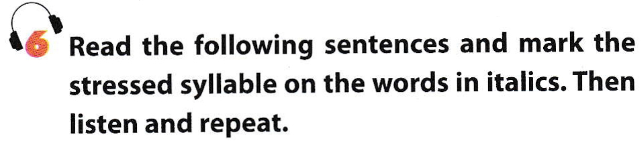 6 Read the following sentences and mark the
stressed syllable on the words in italics. Then
listen and repeat.